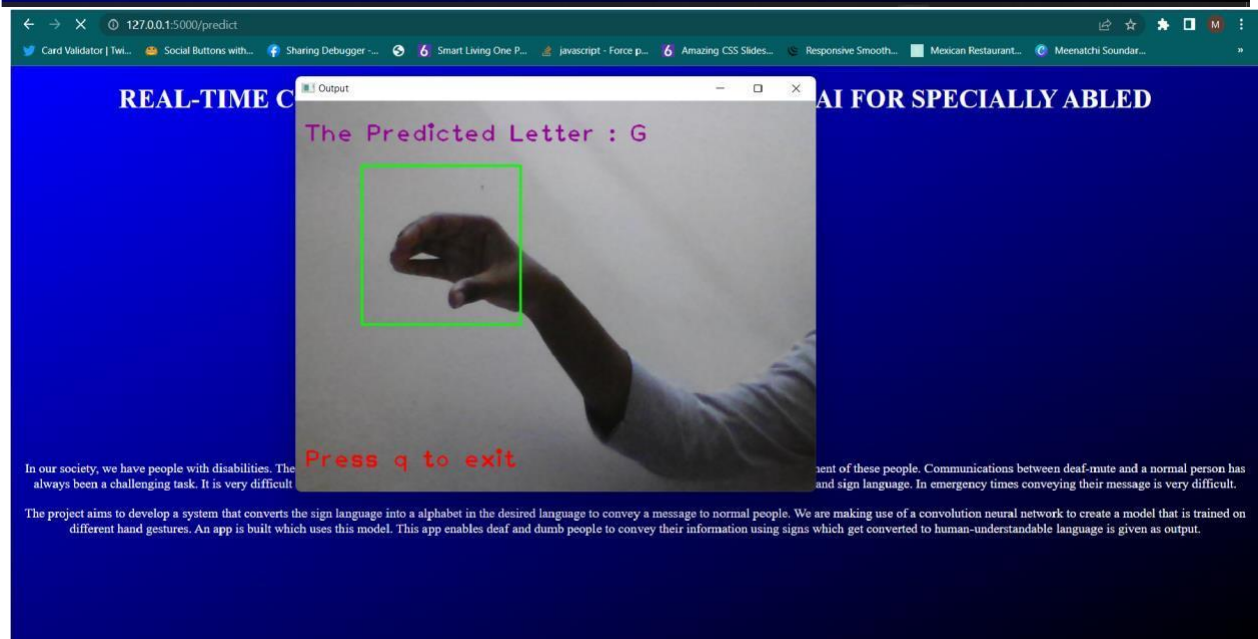 127.0.0.1:5000/predict
M
Card Validator | Twi... Social Buttons with... Sharing Debugger -... Smart Living One P... javascript - Force p... Amazing CSS Slides... Responsive Smooth... Mexican Restaurant... Meenatchi Soundar... »
Output
REAL-TIME C AI FOR SPECIALLY ABLED
The Predicted Letter : G
Press q to exit
In our society, we have people with disabilities. The ent of these people. Communications between deaf-mute and a normal person has
always been a challenging task. It is very difficult and sign language. In emergency times conveying their message is very difficult.
The project aims to develop a system that converts the sign language into a alphabet in the desired language to convey a message to normal people. We are making use of a convolution neural network to create a model that is trained on
different hand gestures. An app is built which uses this model. This app enables deaf and dumb people to convey their information using signs which get converted to human-understandable language is given as output.